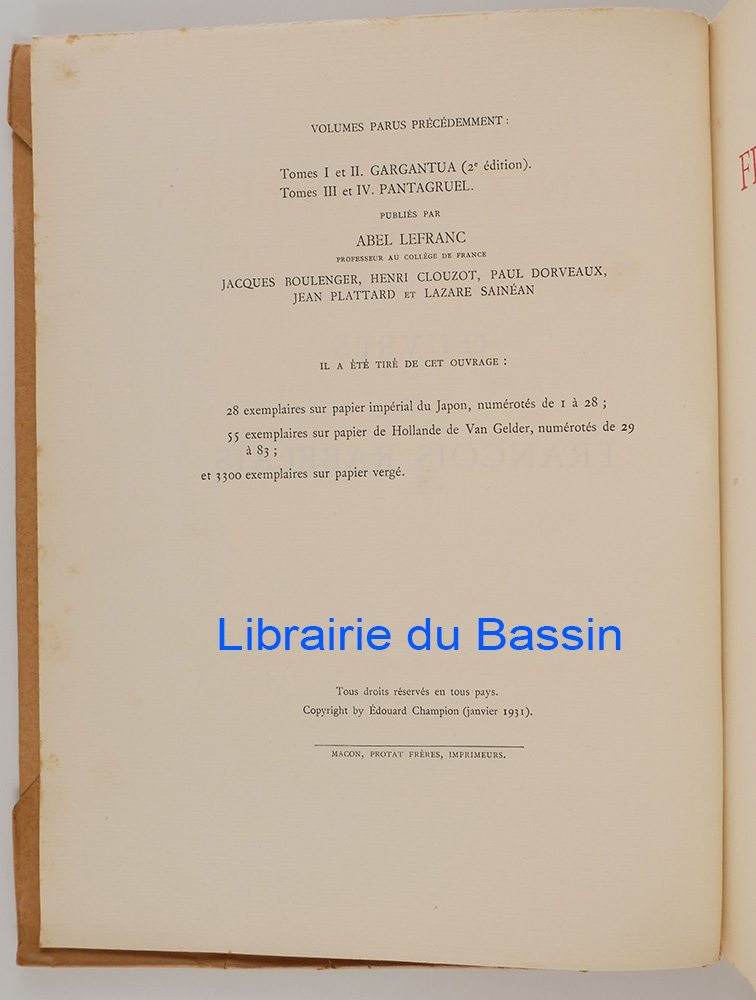 VOLUMES PARUS PRÉCÉDEMMENT :
Tomes I et II. GARGANTUA (2e édition).
Tomes III et IV. PANTAGRUEL.
PUBLIÉS PAR
ABEL LEFRANC
PROFESSEUR AU COLLÈGE DE FRANCE
JACQUES BOULENGER, HENRI CLOUZOT, PAUL DORVEAUX,
JEAN PLATTARD ET LAZARE SAINÉAN
IL A ÉTÉ TIRÉ DE CET OUVRAGE :
28 exemplaires sur papier impérial du Japon, numérotés de 1 à 28 ;
55 exemplaires sur papier de Hollande de Van Gelder, numérotés de 29
à 83 ;
et 3300 exemplaires sur papier vergé.
Librairie du Bassin
Tous droits réservés en tous pays.
Copyright by Édouard Champion (janvier 1931).
MACON, PROTAT FRÈRES, IMPRIMEURS.